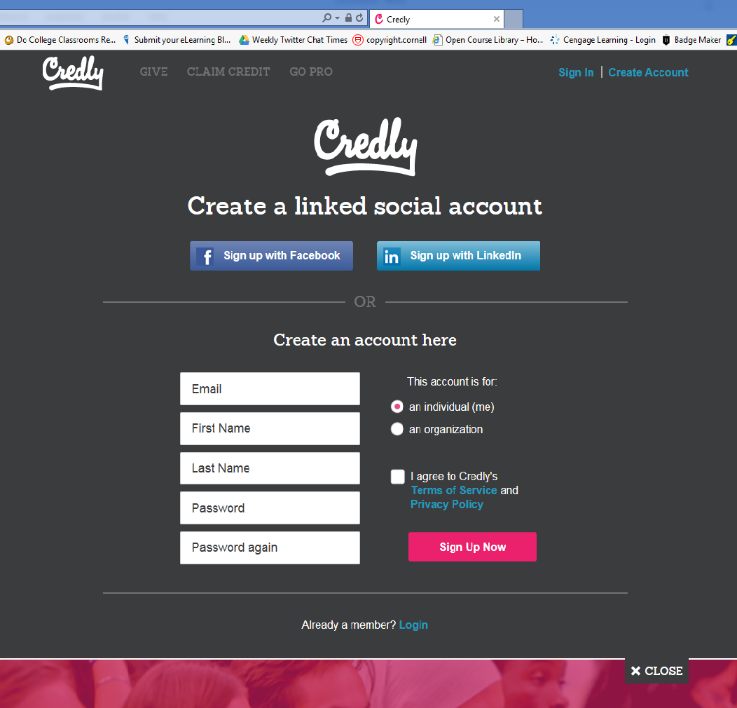 Credly
Do College Classrooms Re... Submit your eLearning Bl... Weekly Twitter Chat Times copyright.cornell Open Course Library – Ho... Cengage Learning - Login Badge Maker
Credly GIVE CLAIM CREDIT GO PRO Sign In | Create Account
Credly
Create a linked social account
f Sign up with Facebook in Sign up with LinkedIn
OR
Create an account here
Email
First Name
Last Name
Password
Password again
This account is for:
an individual (me)
an organization
I agree to Credly's
Terms of Service and
Privacy Policy
Sign Up Now
Already a member? Login
× CLOSE